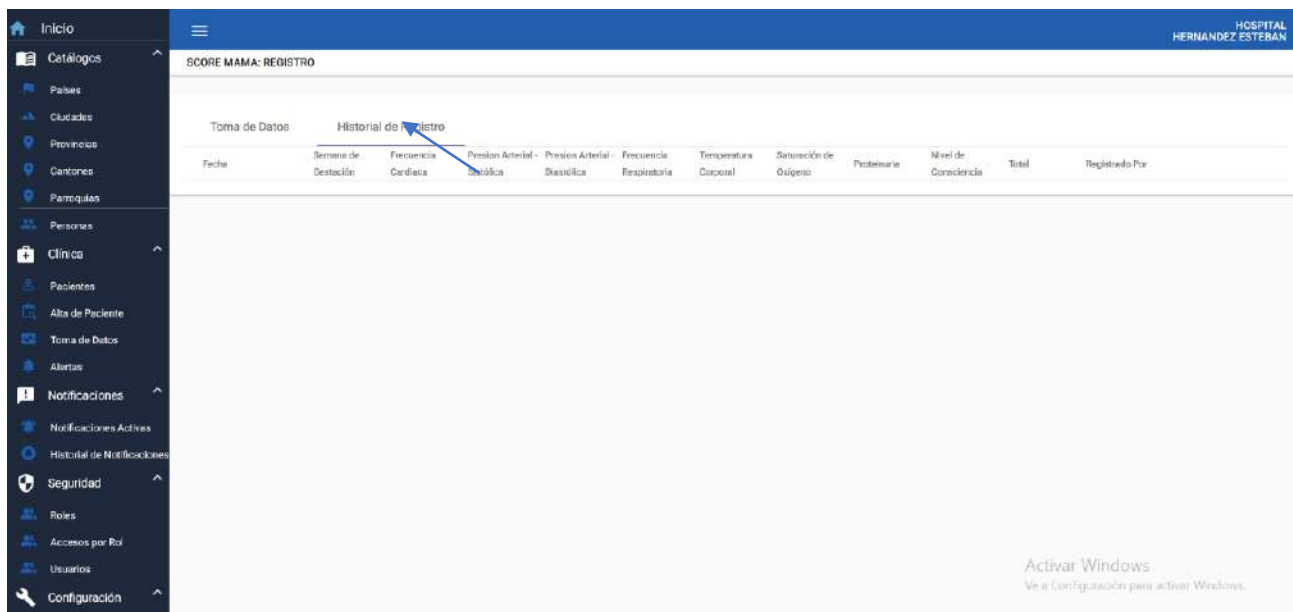 Inicio
HOSPITAL
HERNANDEZ ESTEBAN
Catálogos
SCORE MAMA: REGISTRO
Países
Ciudades
Provincias
Cantones
Parroquias
Personas
Clínica
Pacientes
Alta de Paciente
Toma de Datos
Alertas
Notificaciones
Notificaciones Activas
Historial de Notificaciones
Seguridad
Roles
Accesos por Rol
Usuarios
Configuración
Toma de Datos Historial de Registro
Fecha
Semana de
Gestación
Frecuencia
Cardiaca
Presion Arterial -
Sistólica
Presion Arterial -
Diastólica
Frecuencia
Respiratoria
Temperatura
Corporal
Saturación de
Oxigeno
Proteinuria
Nivel de
Consciencia
Total
Registrado Por
Activar Windows
Ve a Configuración para activar Windows.